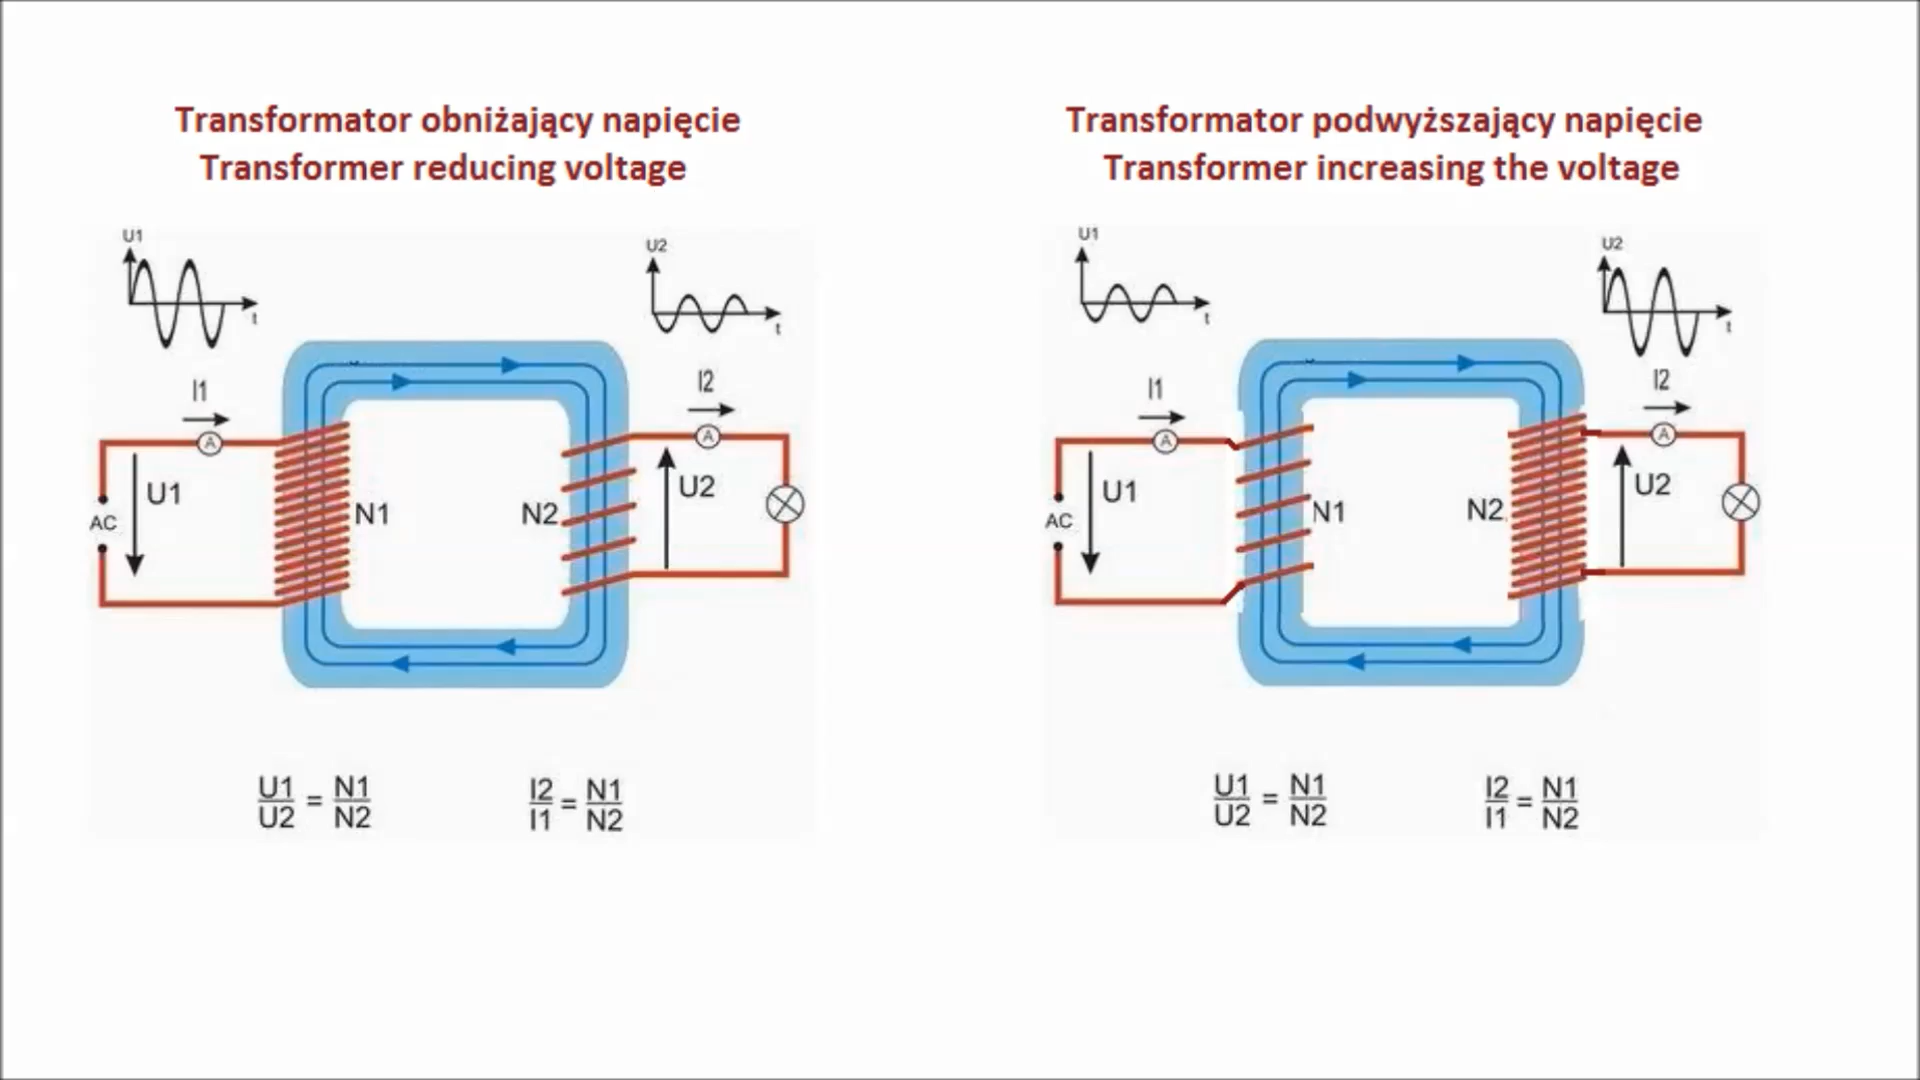 Transformator obniżający napięcie
Transformer reducing voltage
U1
t
U2
t
I1
A
I2
A
U1
AC
N1
N2
U2
U1/U2 = N1/N2
I2/I1 = N1/N2
Transformator podwyższający napięcie
Transformer increasing the voltage
U1
t
U2
t
I1
A
I2
A
U1
AC
N1
N2
U2
U1/U2 = N1/N2
I2/I1 = N1/N2